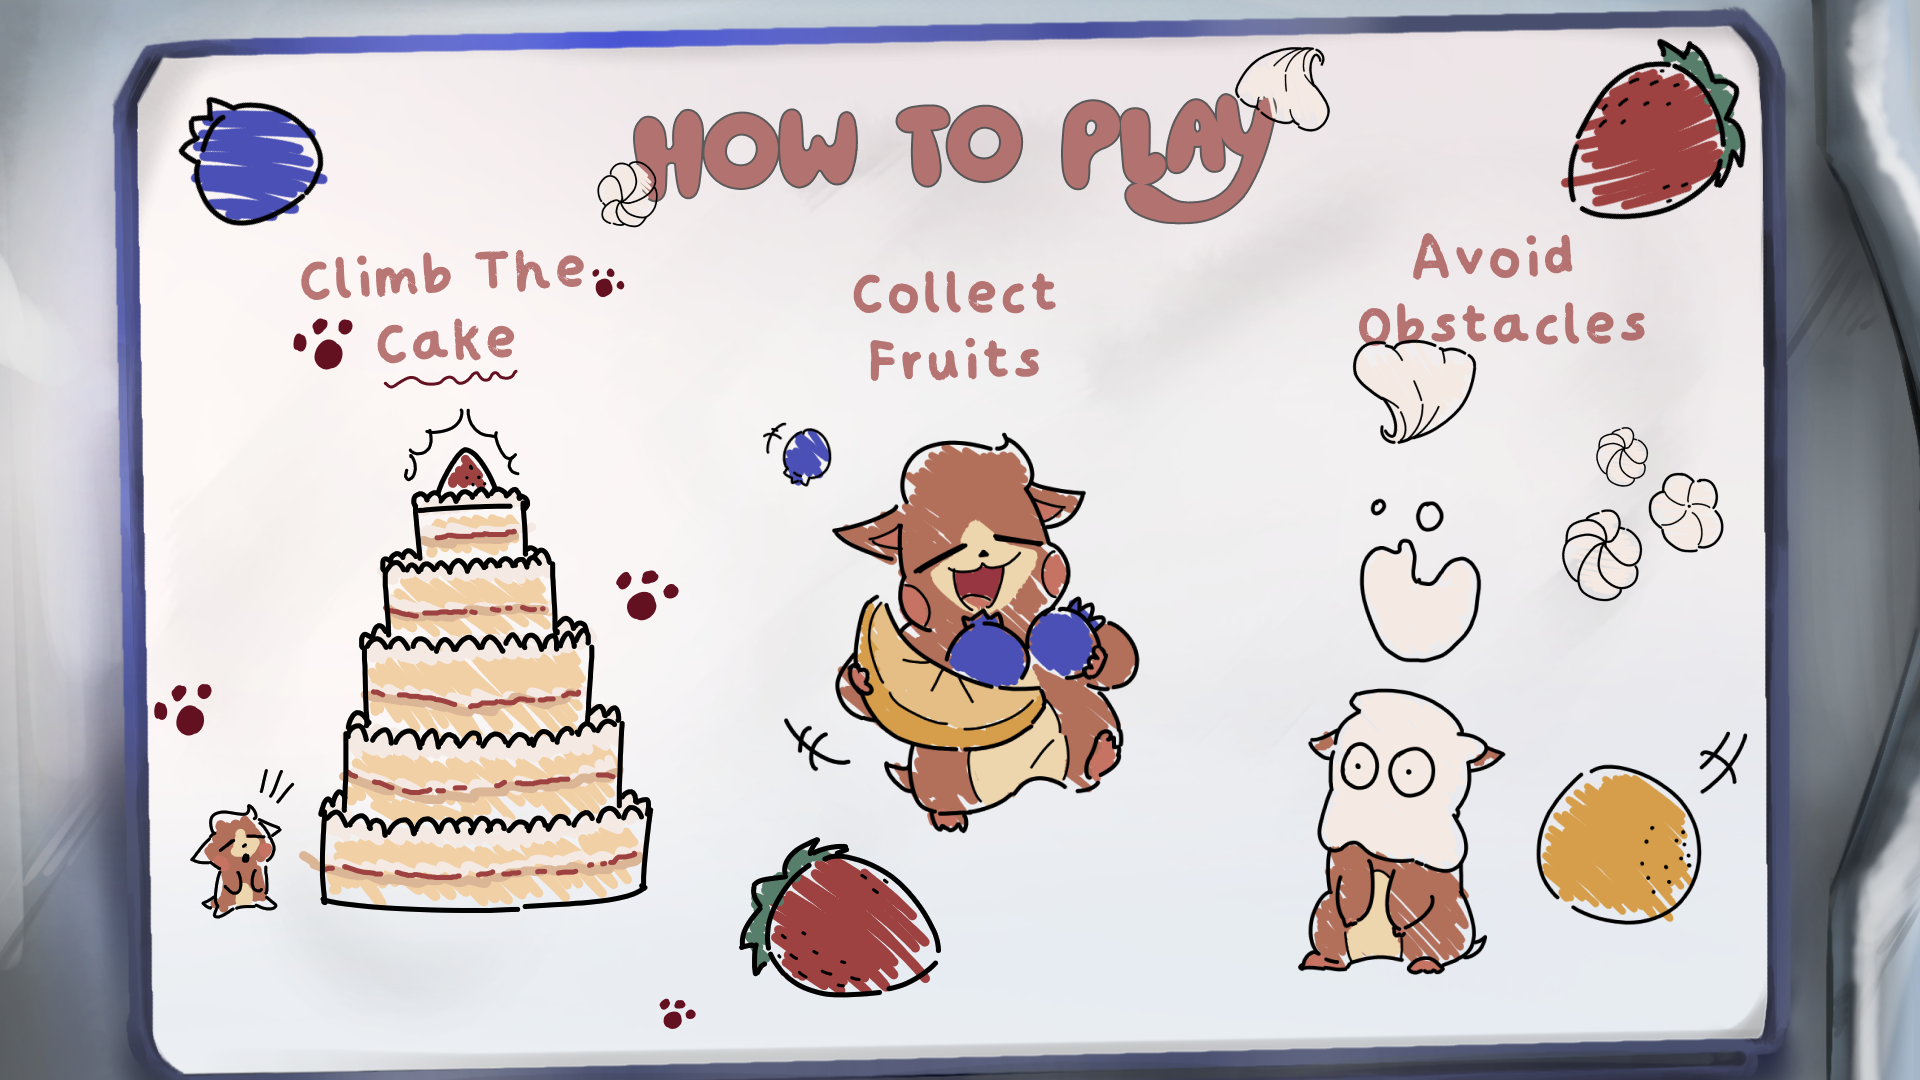 HOW TO PLAY
Climb The
Cake
Collect
Fruits
Avoid
Obstacles